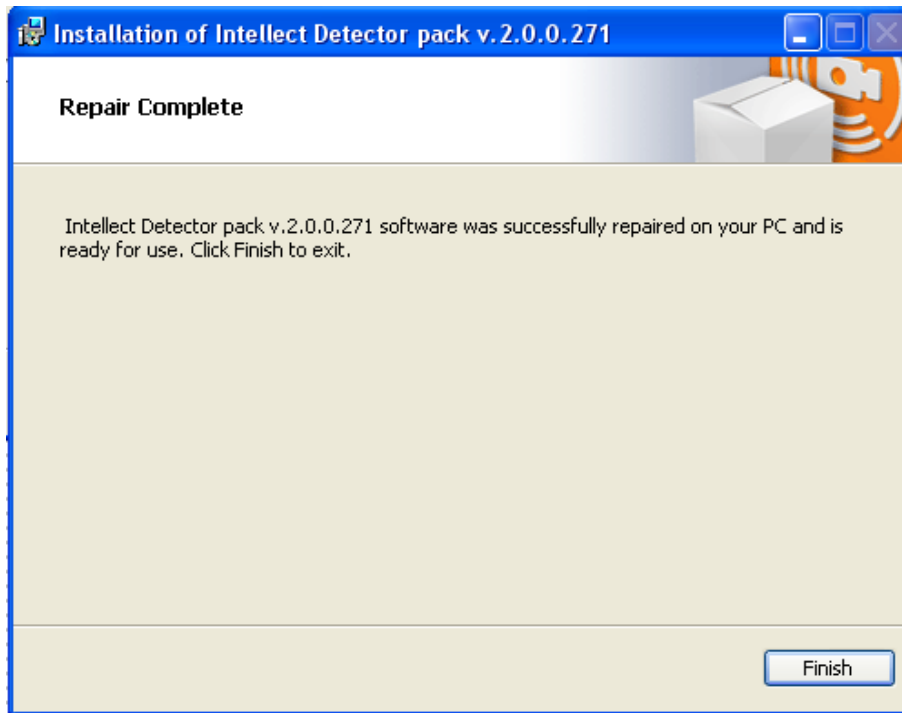 Installation of Intellect Detector pack v.2.0.0.271
Repair Complete
Intellect Detector pack v.2.0.0.271 software was successfully repaired on your PC and is
ready for use. Click Finish to exit.
Finish